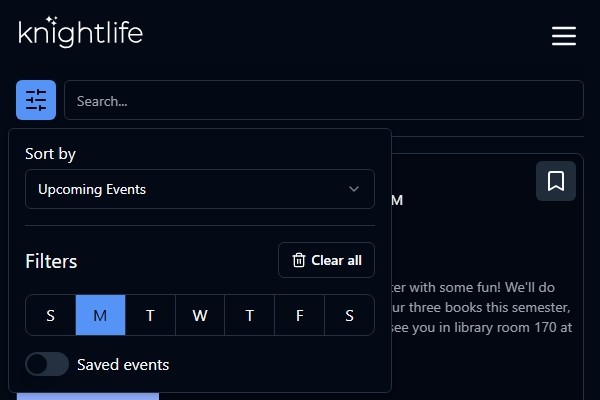 knightlife
Search...
Sort by
Upcoming Events
M
Filters
Clear all
ter with some fun! We'll do
ur three books this semester,
see you in library room 170 at
S M T W T F S
Saved events